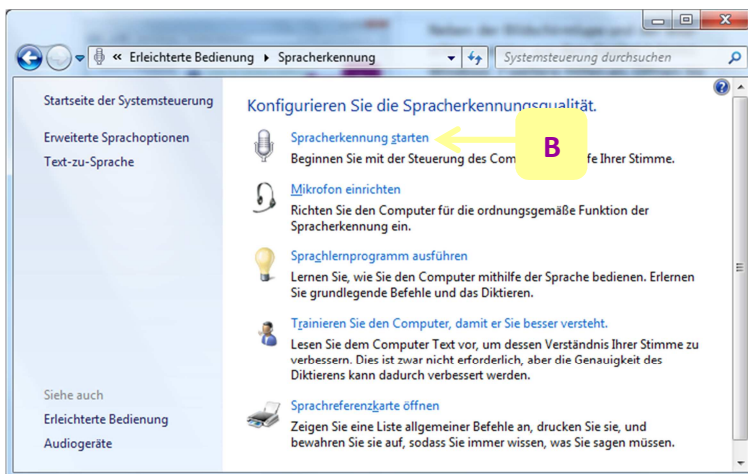 « Erleichterte Bedienung ▸ Spracherkennung
Systemsteuerung durchsuchen
Startseite der Systemsteuerung
Erweiterte Sprachoptionen
Text-zu-Sprache
Konfigurieren Sie die Spracherkennungsqualität.
Spracherkennung starten
B
Beginnen Sie mit der Steuerung des Ihrer Stimme.
Mikrofon einrichten
Richten Sie den Computer für die ordnungsgemäße Funktion der
Spracherkennung ein.
Sprachlernprogramm ausführen
Lernen Sie, wie Sie den Computer mithilfe der Sprache bedienen. Erlernen
Sie grundlegende Befehle und das Diktieren.
Trainieren Sie den Computer, damit er Sie besser versteht.
Lesen Sie dem Computer Text vor, um dessen Verständnis Ihrer Stimme zu
verbessern. Dies ist zwar nicht erforderlich, aber die Genauigkeit des
Diktierens kann dadurch verbessert werden.
Sprachreferenzkarte öffnen
Zeigen Sie eine Liste allgemeiner Befehle an, drucken Sie sie, und
bewahren Sie sie auf, sodass Sie immer wissen, was Sie sagen müssen.
Siehe auch
Erleichterte Bedienung
Audiogeräte